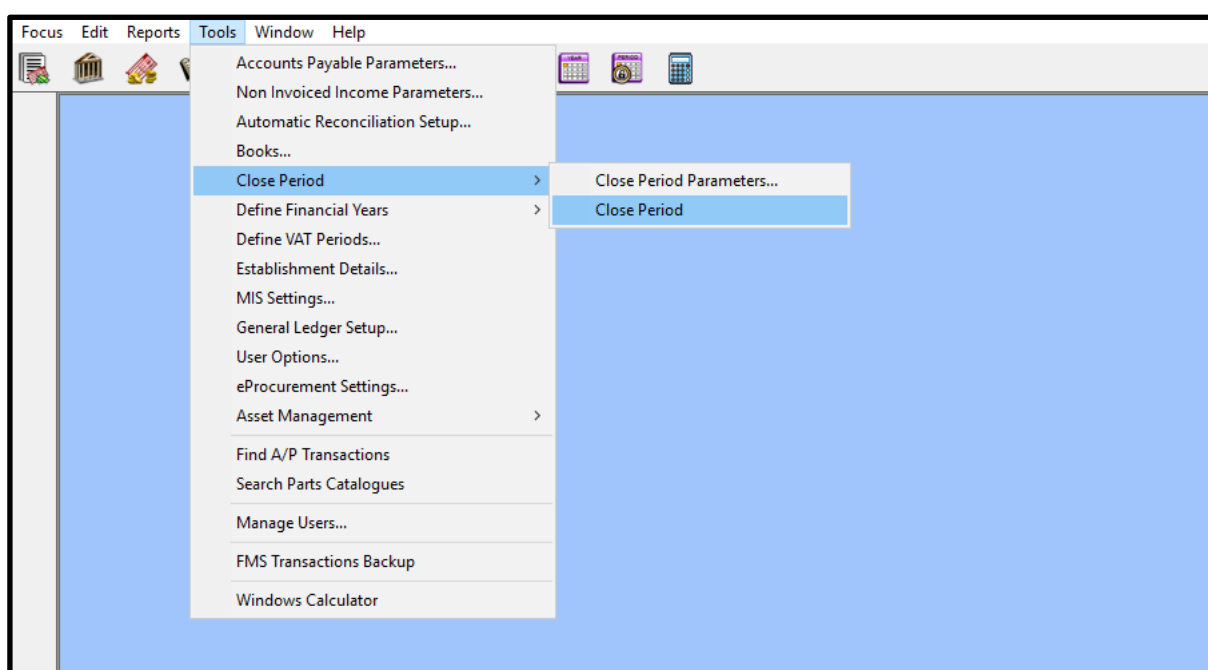 Focus Edit Reports Tools Window Help
Accounts Payable Parameters...
Non Invoiced Income Parameters...
Automatic Reconciliation Setup...
Books...
Close Period
Close Period Parameters...
Define Financial Years
Close Period
Define VAT Periods...
Establishment Details...
MIS Settings...
General Ledger Setup...
User Options...
eProcurement Settings...
Asset Management
Find A/P Transactions
Search Parts Catalogues
Manage Users...
FMS Transactions Backup
Windows Calculator